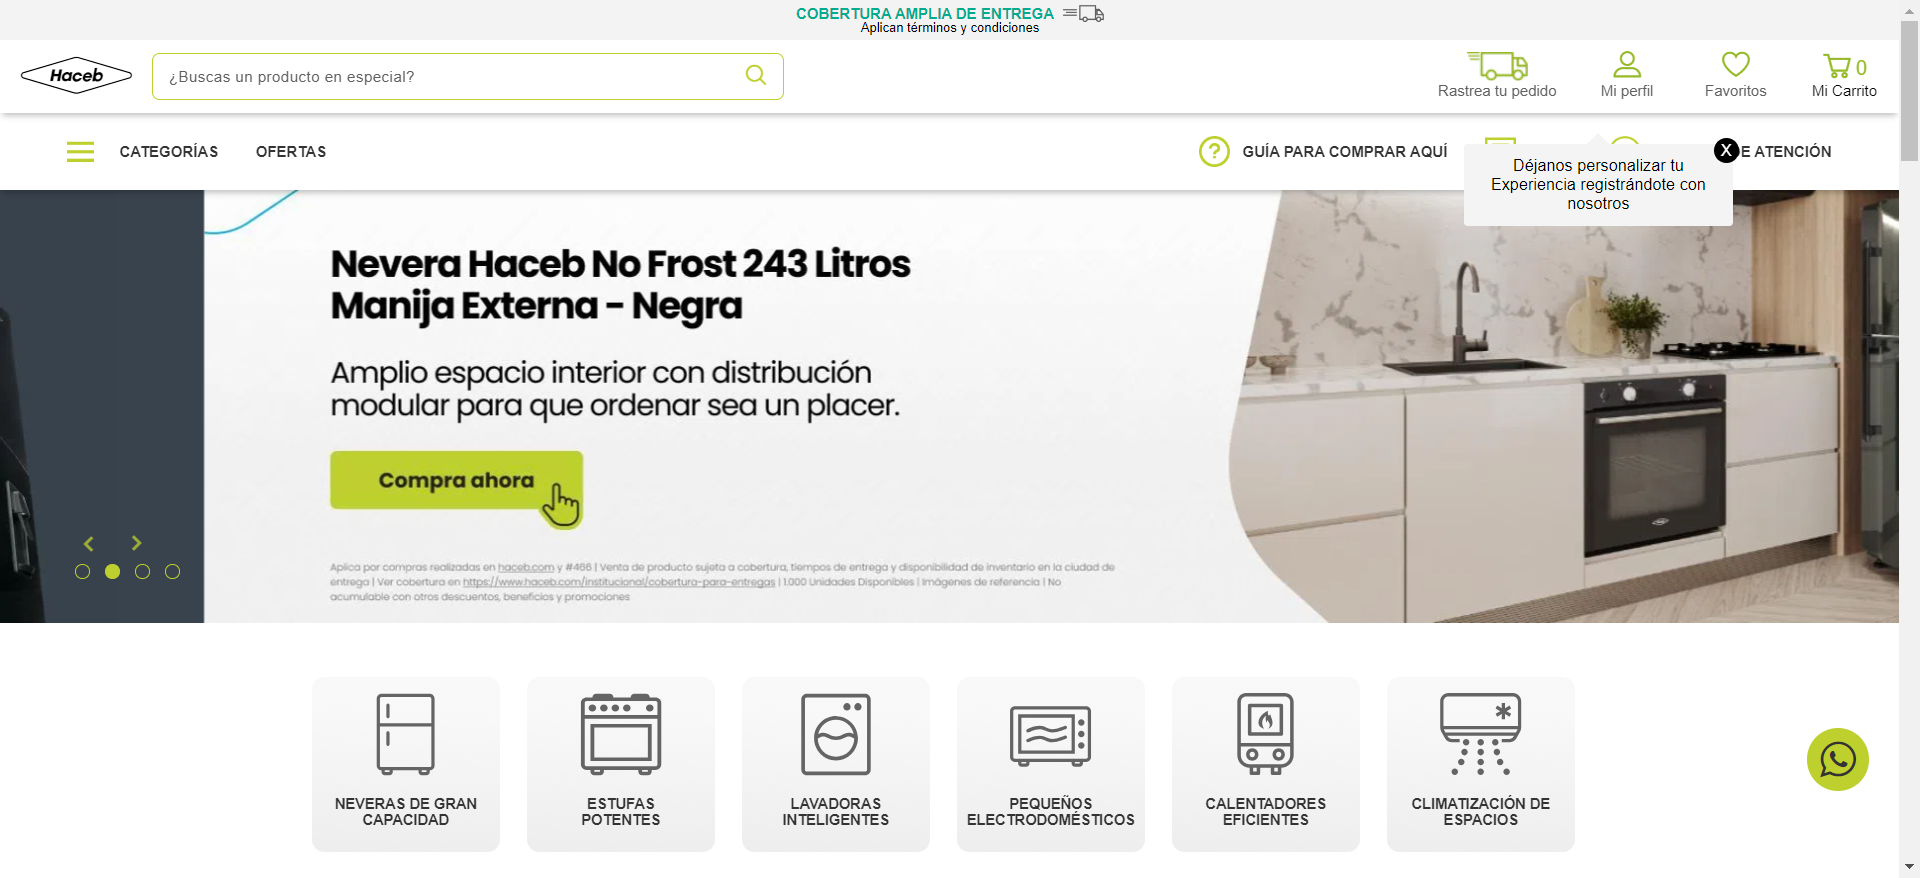 COBERTURA AMPLIA DE ENTREGA
Aplican términos y condiciones
Haceb
¿Buscas un producto en especial?
Rastrea tu pedido
Mi perfil
Favoritos
0
Mi Carrito
CATEGORÍAS
OFERTAS
GUÍA PARA COMPRAR AQUÍ
E ATENCIÓN
X
Déjanos personalizar tu
Experiencia registrándote con
nosotros
Nevera Haceb No Frost 243 Litros
Manija Externa - Negra
Amplio espacio interior con distribución
modular para que ordenar sea un placer.
Compra ahora
Aplica por compras realizadas en haceb.com y #466 | Venta de producto sujeta a cobertura, tiempos de entrega y disponibilidad de inventario en la ciudad de
entrega | Ver cobertura en https://www.haceb.com/institucional/cobertura-para-entregas | 1.000 Unidades Disponibles | Imágenes de referencia | No
acumulable con otros descuentos, beneficios y promociones
NEVERAS DE GRAN
CAPACIDAD
ESTUFAS
POTENTES
LAVADORAS
INTELIGENTES
PEQUEÑOS
ELECTRODOMÉSTICOS
CALENTADORES
EFICIENTES
CLIMATIZACIÓN DE
ESPACIOS